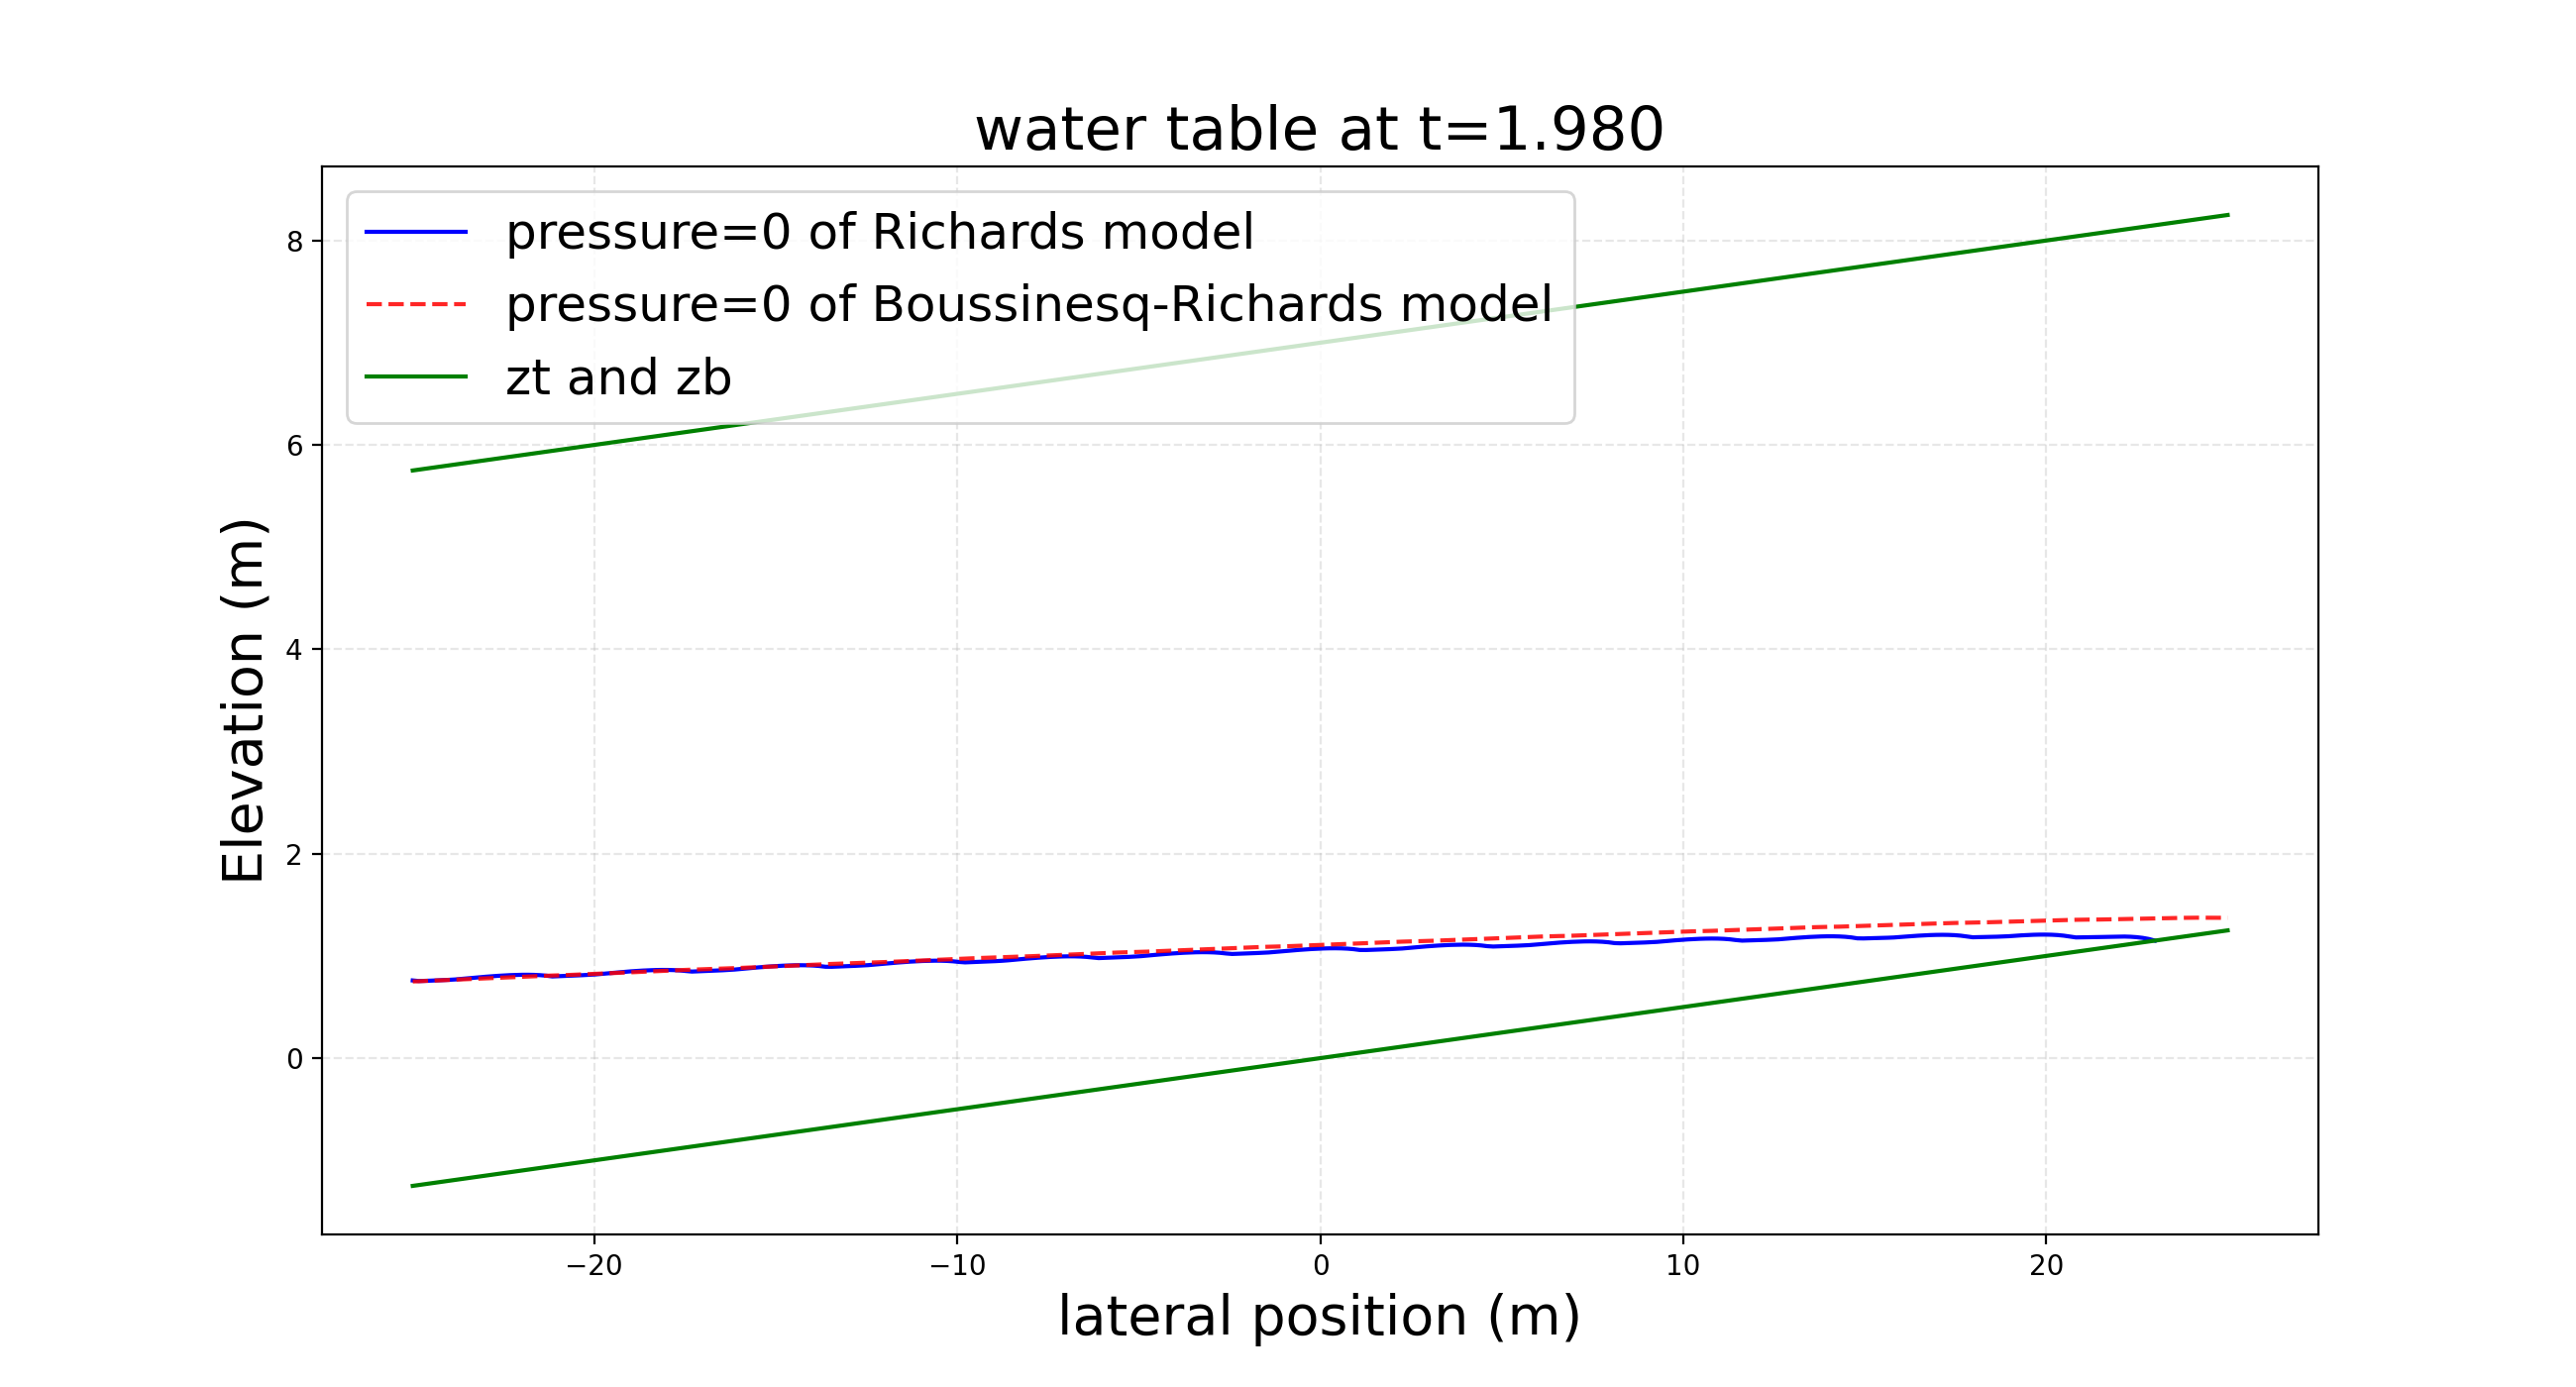 water table at t=1.980
pressure=0 of Richards model
pressure=0 of Boussinesq-Richards model
zt and zb
Elevation (m)
8
6
4
2
0
−20
−10
0
10
20
lateral position (m)